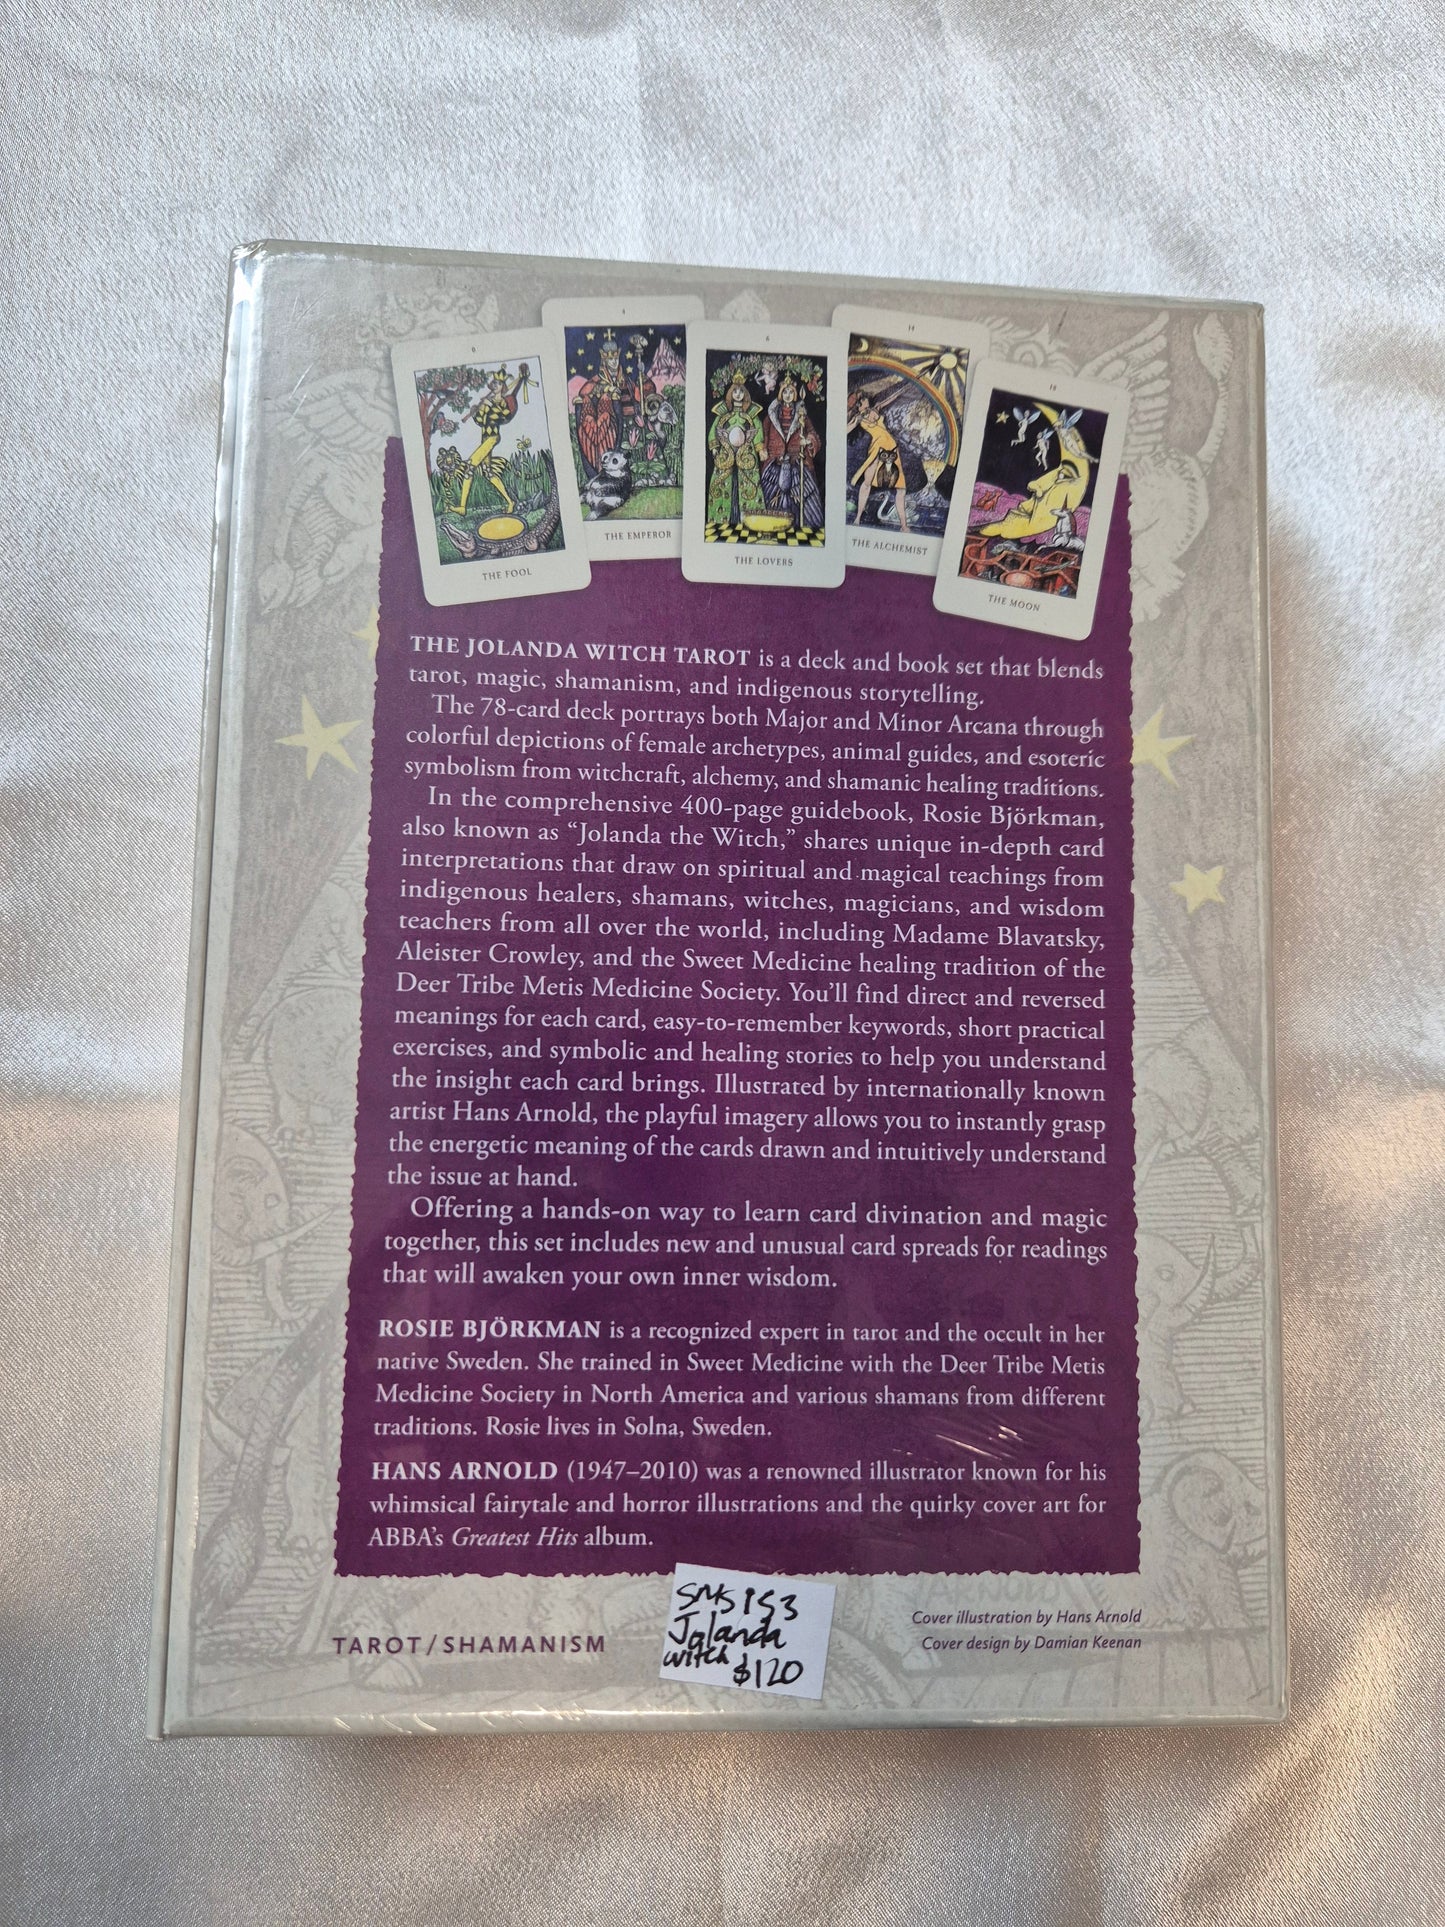 0
4
6
14
18
THE FOOL
THE EMPEROR
THE LOVERS
THE ALCHEMIST
THE MOON
THE JOLANDA WITCH TAROT is a deck and book set that blends
tarot, magic, shamanism, and indigenous storytelling.
The 78-card deck portrays both Major and Minor Arcana through
colorful depictions of female archetypes, animal guides, and esoteric
symbolism from witchcraft, alchemy, and shamanic healing traditions.
In the comprehensive 400-page guidebook, Rosie Björkman,
also known as “Jolanda the Witch,” shares unique in-depth card
interpretations that draw on spiritual and magical teachings from
indigenous healers, shamans, witches, magicians, and wisdom
teachers from all over the world, including Madame Blavatsky,
Aleister Crowley, and the Sweet Medicine healing tradition of the
Deer Tribe Metis Medicine Society. You’ll find direct and reversed
meanings for each card, easy-to-remember keywords, short practical
exercises, and symbolic and healing stories to help you understand
the insight each card brings. Illustrated by internationally known
artist Hans Arnold, the playful imagery allows you to instantly grasp
the energetic meaning of the cards drawn and intuitively understand
the issue at hand.
Offering a hands-on way to learn card divination and magic
together, this set includes new and unusual card spreads for readings
that will awaken your own inner wisdom.
ROSIE BJÖRKMAN is a recognized expert in tarot and the occult in her
native Sweden. She trained in Sweet Medicine with the Deer Tribe Metis
Medicine Society in North America and various shamans from different
traditions. Rosie lives in Solna, Sweden.
HANS ARNOLD (1947–2010) was a renowned illustrator known for his
whimsical fairytale and horror illustrations and the quirky cover art for
ABBA’s Greatest Hits album.
TAROT/SHAMANISM
SMS153
Jolanda
witch $120
Cover illustration by Hans Arnold
Cover design by Damian Keenan